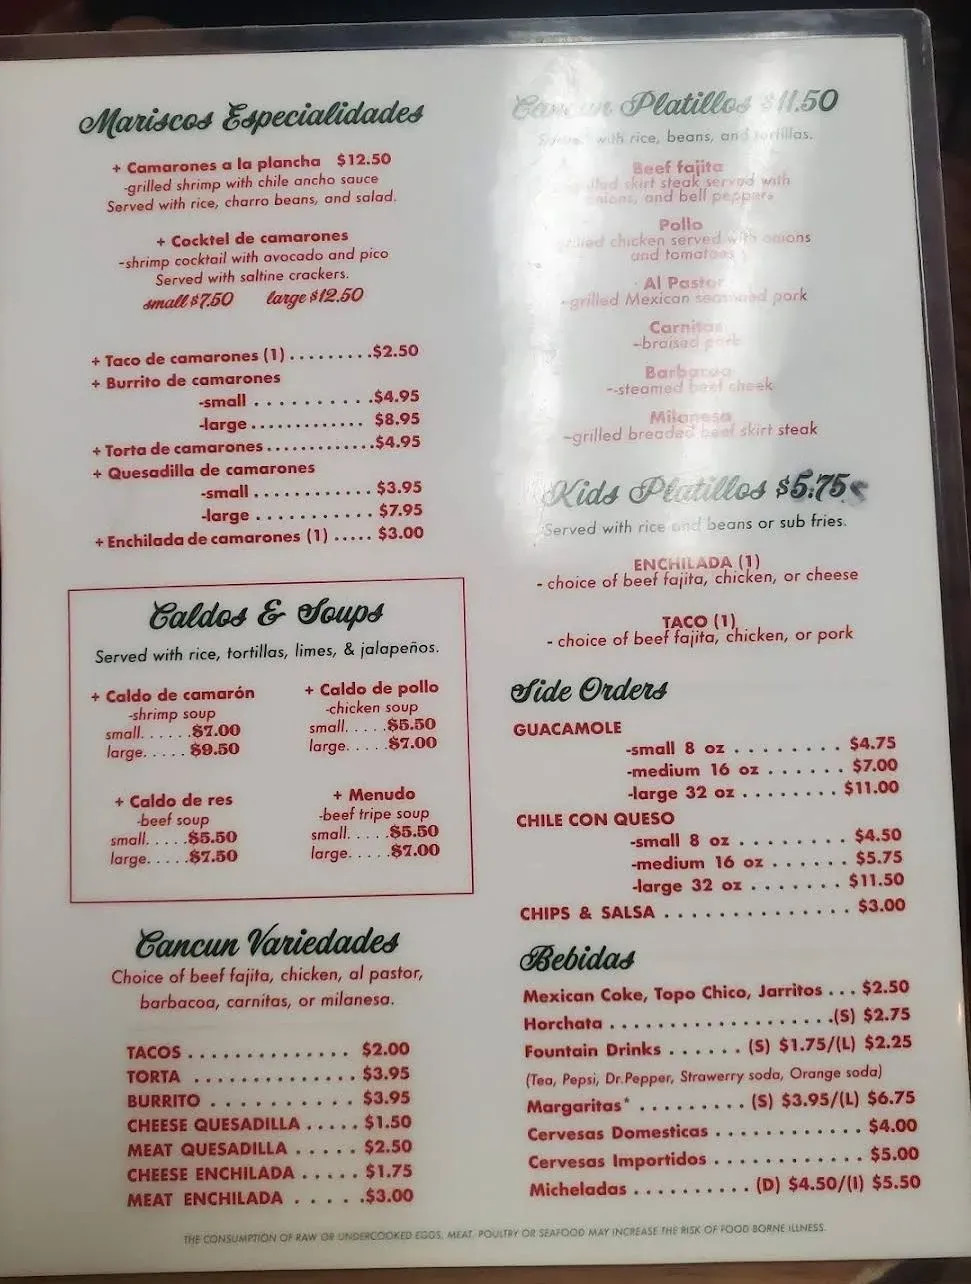 Mariscos Especialidades
+ Camarones a la plancha $12.50
-grilled shrimp with chile ancho sauce
Served with rice, charro beans, and salad.
+ Cocktel de camarones
-shrimp cocktail with avocado and pico
Served with saltine crackers.
small $7.50 large $12.50
+ Taco de camarones (1) . . . . . . . . .$2.50
+ Burrito de camarones
-small . . . . . . . . . . .$4.95
-large . . . . . . . . . . . . $8.95
+ Torta de camarones . . . . . . . . . . . .$4.95
+ Quesadilla de camarones
-small . . . . . . . . . . . . $3.95
-large . . . . . . . . . . . . $7.95
+ Enchilada de camarones (1) . . . . . $3.00
Caldos & Soups
Served with rice, tortillas, limes, & jalapeños.
+ Caldo de camarón
-shrimp soup
small. . . . . .$7.00
large. . . . . $9.50
+ Caldo de pollo
-chicken soup
small. . . . .$5.50
large. . . . .$7.00
+ Caldo de res
-beef soup
small. . . . .$5.50
large. . . . .$7.50
+ Menudo
-beef tripe soup
small. . . . .$5.50
large. . . . .$7.00
Cancun Variedades
Choice of beef fajita, chicken, al pastor,
barbacoa, carnitas, or milanesa.
TACOS . . . . . . . . . . . . . . $2.00
TORTA . . . . . . . . . . . . . . $3.95
BURRITO . . . . . . . . . . . . $3.95
CHEESE QUESADILLA . . . . . $1.50
MEAT QUESADILLA . . . . . . $2.50
CHEESE ENCHILADA . . . . . $1.75
MEAT ENCHILADA . . . . . .$3.00
Cancun Platillos $11.50
Served with rice, beans, and tortillas.
Beef fajita
-grilled skirt steak served with
onions, and bell peppers
Pollo
-grilled chicken served with onions
and tomatoes
Al Pastor
-grilled Mexican seasoned pork
Carnitas
-braised pork
Barbacoa
--steamed beef cheek
Milanesa
-grilled breaded beef skirt steak
Kids Platillos $5.75
Served with rice and beans or sub fries.
ENCHILADA (1)
- choice of beef fajita, chicken, or cheese
TACO (1)
- choice of beef fajita, chicken, or pork
Side Orders
GUACAMOLE
-small 8 oz . . . . . . . . $4.75
-medium 16 oz . . . . . . $7.00
-large 32 oz . . . . . . . . $11.00
CHILE CON QUESO
-small 8 oz . . . . . . . . $4.50
-medium 16 oz . . . . . . $5.75
-large 32 oz . . . . . . . $11.50
CHIPS & SALSA . . . . . . . . . . . . . . $3.00
Bebidas
Mexican Coke, Topo Chico, Jarritos . . . $2.50
Horchata . . . . . . . . . . . . . . . . . . .(S) $2.75
Fountain Drinks . . . . . . (S) $1.75/(L) $2.25
(Tea, Pepsi, Dr.Pepper, Strawerry soda, Orange soda)
Margaritas* . . . . . . . . . (S) $3.95/(L) $6.75
Cervesas Domesticas . . . . . . . . . . . . $4.00
Cervesas Importidos . . . . . . . . . . . . $5.00
Micheladas . . . . . . . . . . (D) $4.50/(I) $5.50
THE CONSUMPTION OF RAW OR UNDERCOOKED EGGS, MEAT, POULTRY OR SEAFOOD MAY INCREASE THE RISK OF FOOD BORNE ILLNESS.